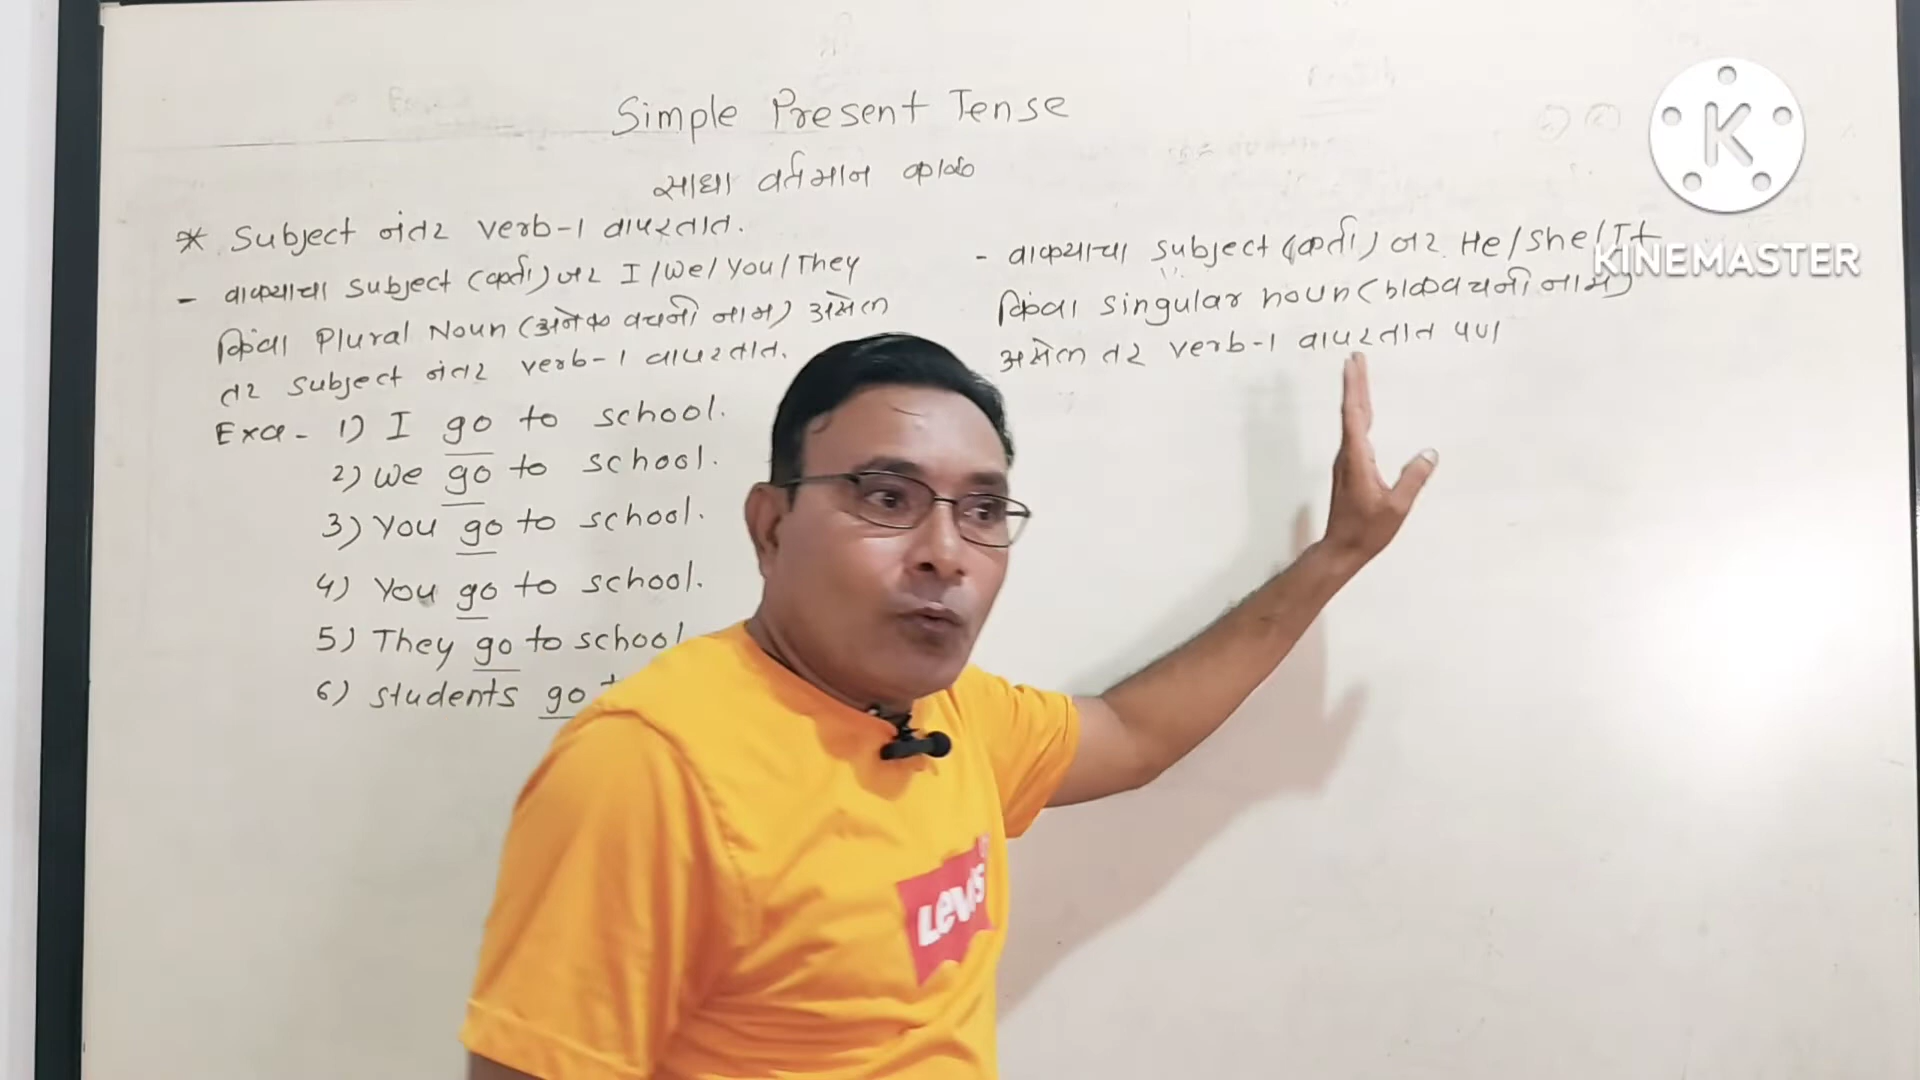 Simple Present Tense
साधा वर्तमान काळ
* Subject नंतर verb-1 वापरतात.
- वाक्याचा subject (कर्ता) जर I/We/You/They
किंवा Plural Noun (अनेक वचनी नाम) असेल
तर subject नंतर verb-1 वापरतात.
Exa- 1) I go to school.
2) We go to school.
3) You go to school.
4) You go to school.
5) They go to school
6) students go
- वाक्याचा subject (कर्ता) जर He/She/It
किंवा singular noun (एकवचनी नाम)
असेल तर verb-1 वापरतात पण
K
KINEMASTER
Levi's